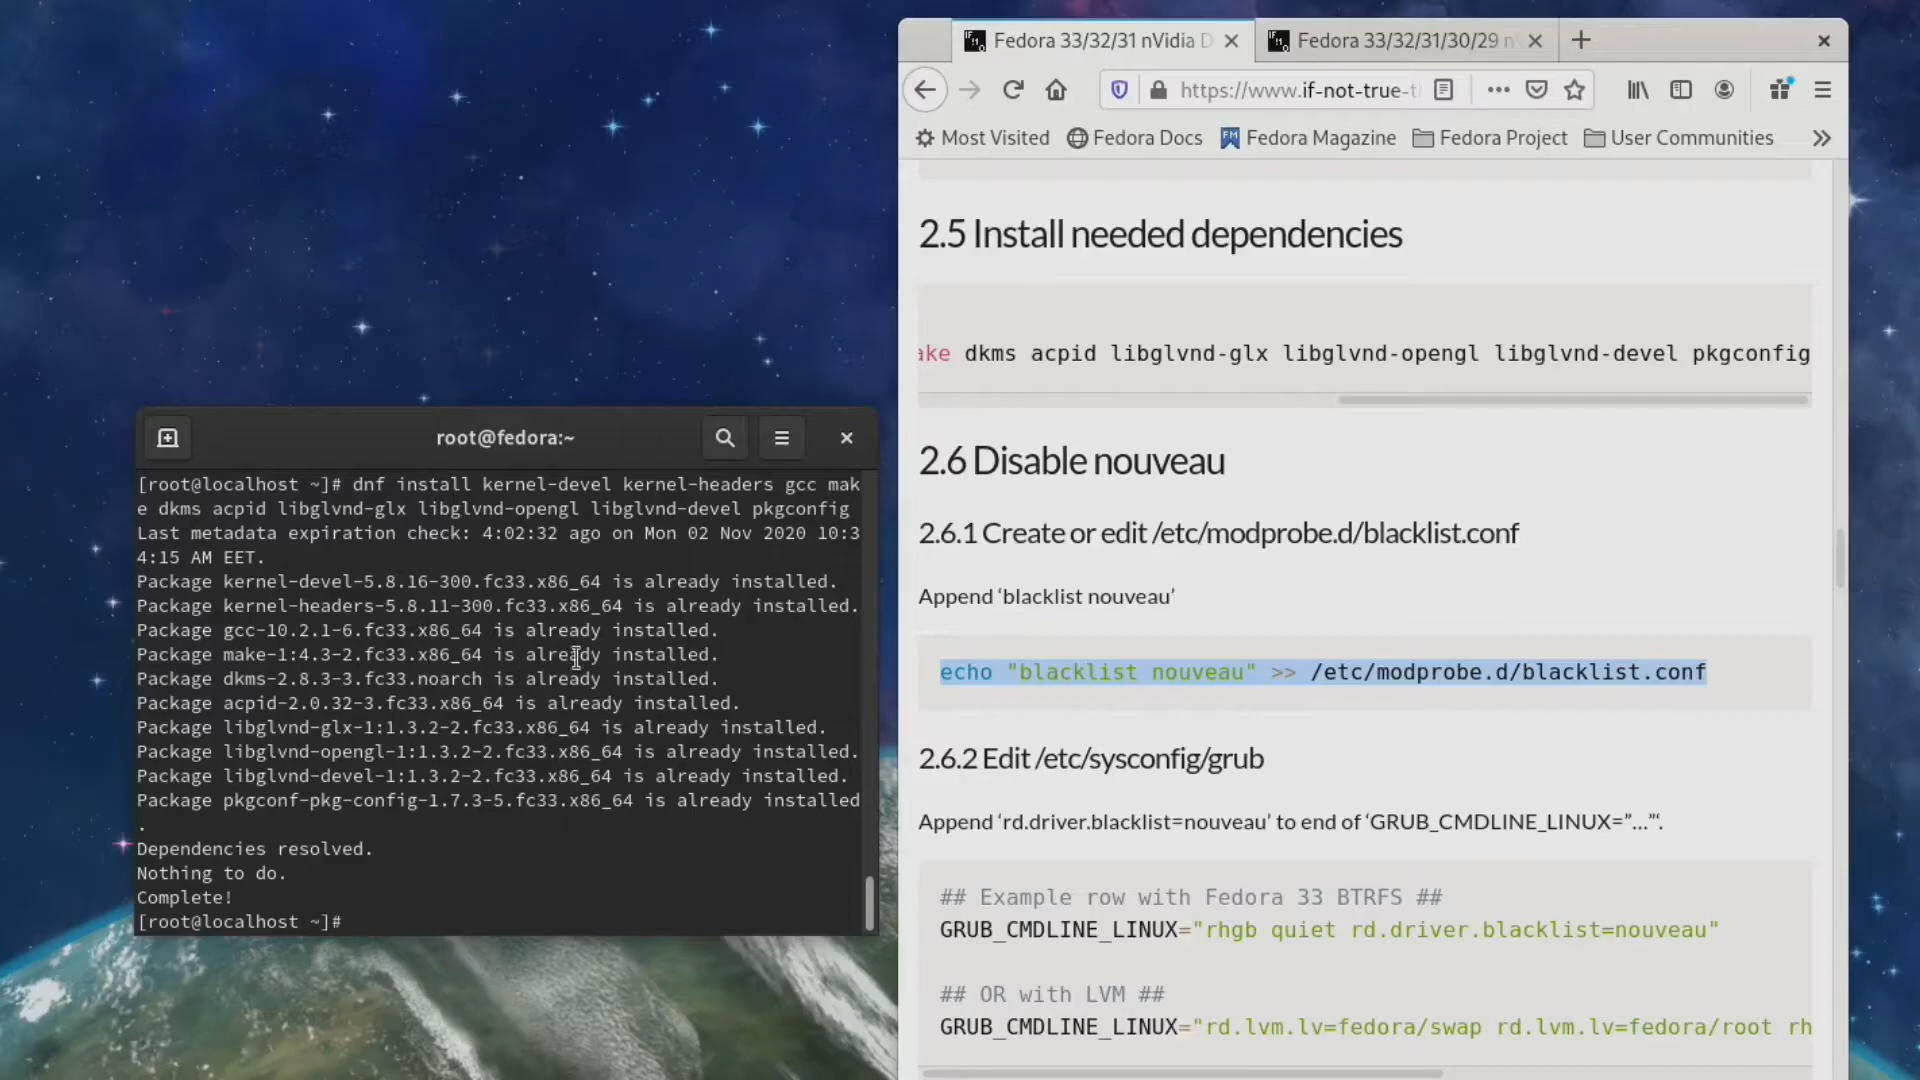 Fedora 33/32/31 nVidia D
Fedora 33/32/31/30/29 n
https://www.if-not-true-t
Most Visited
Fedora Docs
Fedora Magazine
Fedora Project
User Communities
2.5 Install needed dependencies
ake dkms acpid libglvnd-glx libglvnd-opengl libglvnd-devel pkgconfig
2.6 Disable nouveau
2.6.1 Create or edit /etc/modprobe.d/blacklist.conf
Append ‘blacklist nouveau’
echo "blacklist nouveau" >> /etc/modprobe.d/blacklist.conf
2.6.2 Edit /etc/sysconfig/grub
Append ‘rd.driver.blacklist=nouveau’ to end of ‘GRUB_CMDLINE_LINUX=”…”‘.
## Example row with Fedora 33 BTRFS ##
GRUB_CMDLINE_LINUX="rhgb quiet rd.driver.blacklist=nouveau"
## OR with LVM ##
GRUB_CMDLINE_LINUX="rd.lvm.lv=fedora/swap rd.lvm.lv=fedora/root rh
root@fedora:~
[root@localhost ~]# dnf install kernel-devel kernel-headers gcc mak
e dkms acpid libglvnd-glx libglvnd-opengl libglvnd-devel pkgconfig
Last metadata expiration check: 4:02:32 ago on Mon 02 Nov 2020 10:3
4:15 AM EET.
Package kernel-devel-5.8.16-300.fc33.x86_64 is already installed.
Package kernel-headers-5.8.11-300.fc33.x86_64 is already installed.
Package gcc-10.2.1-6.fc33.x86_64 is already installed.
Package make-1:4.3-2.fc33.x86_64 is already installed.
Package dkms-2.8.3-3.fc33.noarch is already installed.
Package acpid-2.0.32-3.fc33.x86_64 is already installed.
Package libglvnd-glx-1:1.3.2-2.fc33.x86_64 is already installed.
Package libglvnd-opengl-1:1.3.2-2.fc33.x86_64 is already installed.
Package libglvnd-devel-1:1.3.2-2.fc33.x86_64 is already installed.
Package pkgconf-pkg-config-1.7.3-5.fc33.x86_64 is already installed
.
Dependencies resolved.
Nothing to do.
Complete!
[root@localhost ~]#